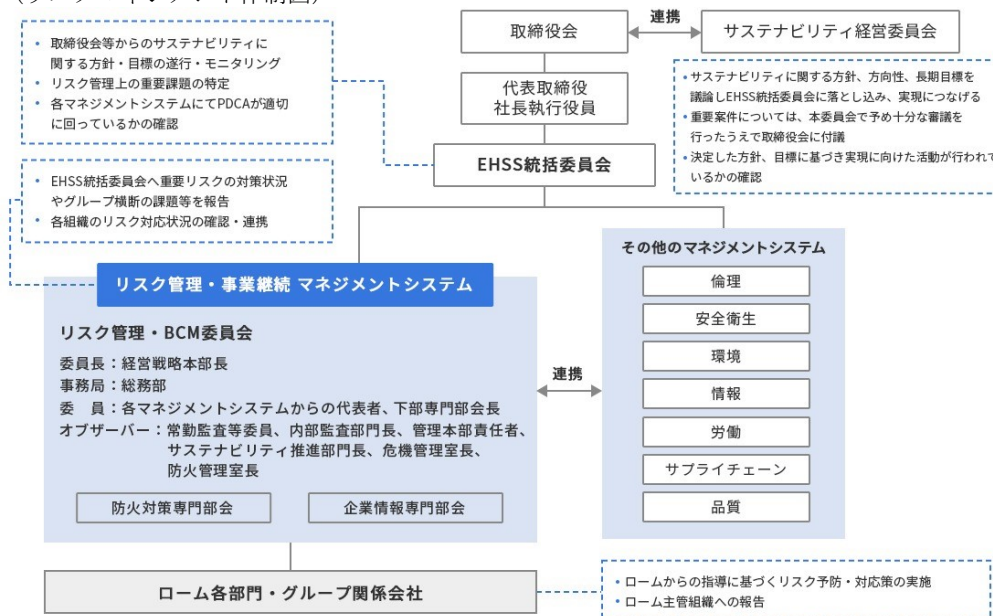 取締役会
連携
サステナビリティ経営委員会
代表取締役
社長執行役員
EHSS統括委員会
• 取締役会等からのサステナビリティに
関する方針・目標の遂行・モニタリング
• リスク管理上の重要課題の特定
• 各マネジメントシステムにてPDCAが適切
に回っているかの確認
•サステナビリティに関する方針、方向性、長期目標を
議論しEHSS統括委員会に落とし込み、実現につなげる
•重要案件については、本委員会で予め十分な審議を
行ったうえで取締役会に付議
•決定した方針、目標に基づき実現に向けた活動が行われて
いるかの確認
• EHSS統括委員会へ重要リスクの対策状況
やグループ横断の課題等を報告
• 各組織のリスク対応状況の確認・連携
リスク管理・事業継続 マネジメントシステム
リスク管理・BCM委員会
委員長：経営戦略本部長
事務局：総務部
委　員：各マネジメントシステムからの代表者、下部専門部会長
オブザーバー：常勤監査等委員、内部監査部門長、管理本部責任者、
サステナビリティ推進部門長、危機管理室長、
防火管理室長
防火対策専門部会
企業情報専門部会
連携
その他のマネジメントシステム
倫理
安全衛生
環境
情報
労働
サプライチェーン
品質
ローム各部門・グループ関係会社
• ロームからの指導に基づくリスク予防・対応策の実施
• ローム主管組織への報告